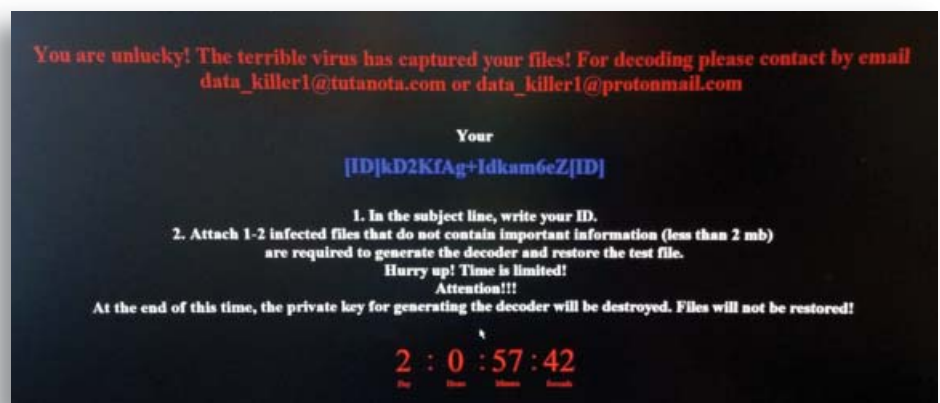 You are unlucky! The terrible virus has captured your files! For decoding please contact by email
data_killer1@tutanota.com or data_killer1@protonmail.com
Your
[ID]kD2KfAg+Idkam6eZ[ID]
1. In the subject line, write your ID.
2. Attach 1-2 infected files that do not contain important information (less than 2 mb)
are required to generate the decoder and restore the test file.
Hurry up! Time is limited!
Attention!!!
At the end of this time, the private key for generating the decoder will be destroyed. Files will not be restored!
2 : 0 : 57 : 42
Day Hours Minutes Seconds